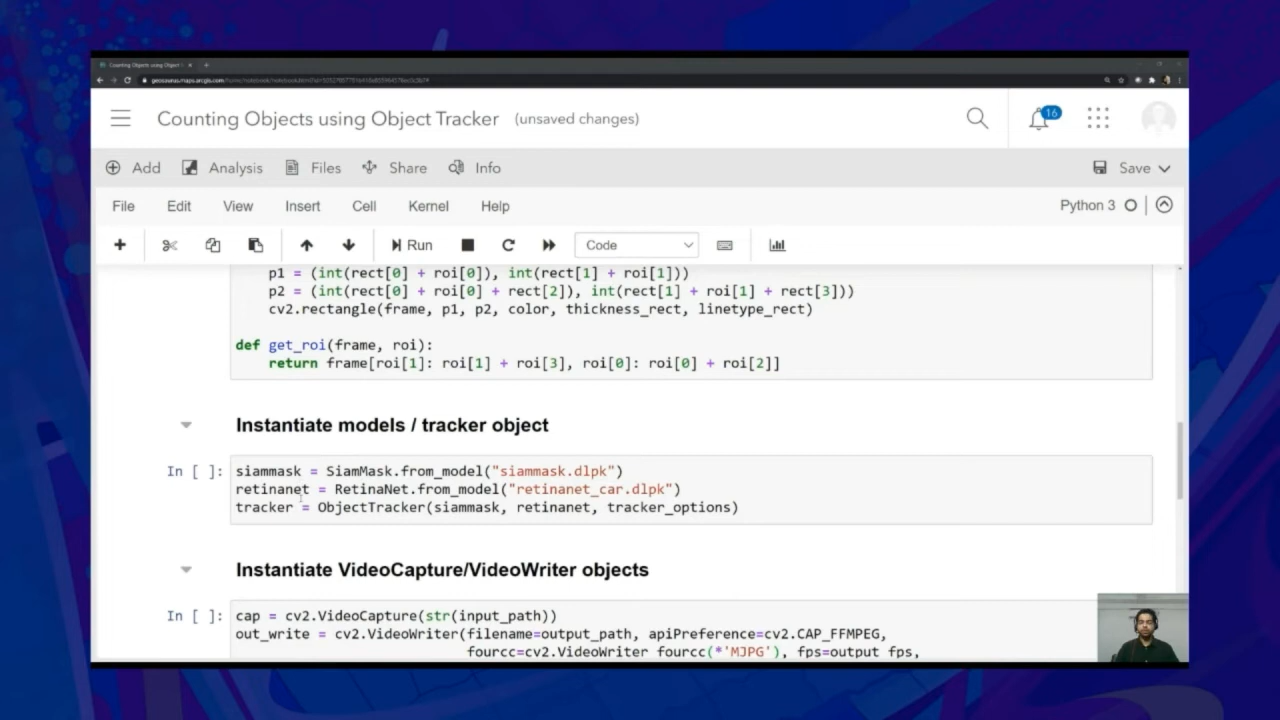 Counting Objects using Object
Counting Objects using Object Tracker (unsaved changes)
16
Add Analysis Files Share Info Save
File Edit View Insert Cell Kernel Help Python 3
Run Code
p1 = (int(rect[0] + roi[0]), int(rect[1] + roi[1]))
p2 = (int(rect[0] + roi[0] + rect[2]), int(rect[1] + roi[1] + rect[3]))
cv2.rectangle(frame, p1, p2, color, thickness_rect, linetype_rect)
def get_roi(frame, roi):
return frame[roi[1]: roi[1] + roi[3], roi[0]: roi[0] + roi[2]]
Instantiate models / tracker object
In [ ]: siammask = SiamMask.from_model("siammask.dlpk")
retinanet = RetinaNet.from_model("retinanet_car.dlpk")
tracker = ObjectTracker(siammask, retinanet, tracker_options)
Instantiate VideoCapture/VideoWriter objects
In [ ]: cap = cv2.VideoCapture(str(input_path))
out_write = cv2.VideoWriter(filename=output_path, apiPreference=cv2.CAP_FFMPEG,
fourcc=cv2.VideoWriter_fourcc(*'MJPG'), fps=output_fps,